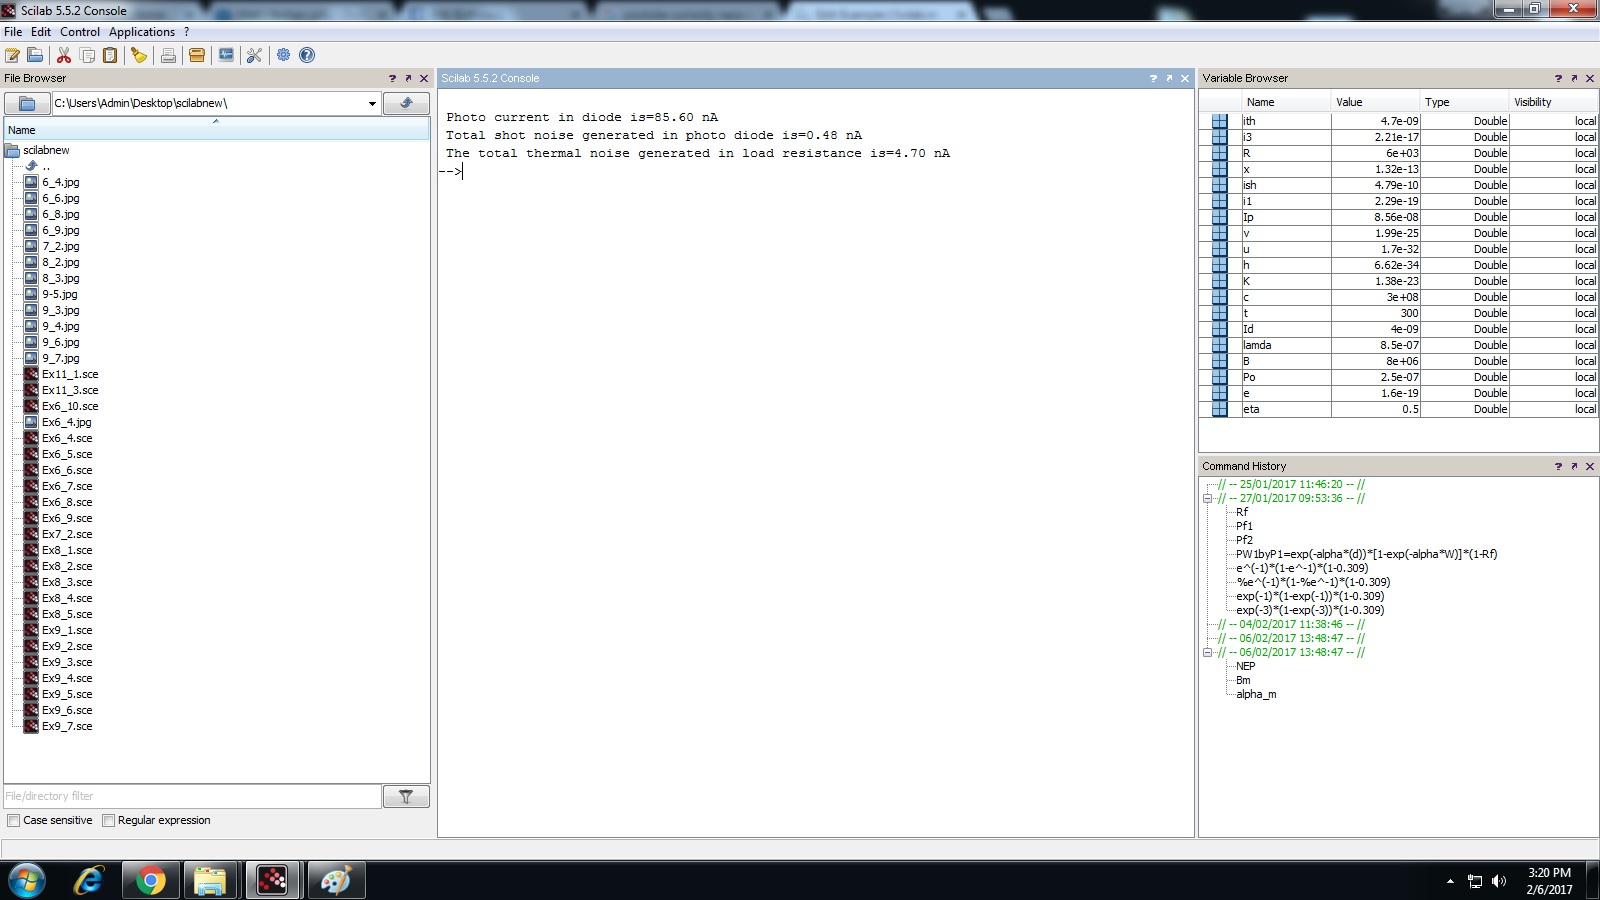 Scilab 5.5.2 Console
File Edit Control Applications ?
File Browser
C:\Users\Admin\Desktop\scilabnew\
Name
scilabnew
..
6_4.jpg
6_6.jpg
6_8.jpg
6_9.jpg
7_2.jpg
8_2.jpg
8_3.jpg
9-5.jpg
9_3.jpg
9_4.jpg
9_6.jpg
9_7.jpg
Ex11_1.sce
Ex11_3.sce
Ex6_10.sce
Ex6_4.jpg
Ex6_4.sce
Ex6_5.sce
Ex6_6.sce
Ex6_7.sce
Ex6_8.sce
Ex6_9.sce
Ex7_2.sce
Ex8_1.sce
Ex8_2.sce
Ex8_3.sce
Ex8_4.sce
Ex8_5.sce
Ex9_1.sce
Ex9_2.sce
Ex9_3.sce
Ex9_4.sce
Ex9_5.sce
Ex9_6.sce
Ex9_7.sce
File/directory filter
Case sensitive Regular expression
Scilab 5.5.2 Console
Photo current in diode is=85.60 nA
Total shot noise generated in photo diode is=0.48 nA
The total thermal noise generated in load resistance is=4.70 nA
-->
Variable Browser
Name Value Type Visibility
ith 4.7e-09 Double local
i3 2.21e-17 Double local
R 6e+03 Double local
x 1.32e-13 Double local
ish 4.79e-10 Double local
i1 2.29e-19 Double local
Ip 8.56e-08 Double local
v 1.99e-25 Double local
u 1.7e-32 Double local
h 6.62e-34 Double local
K 1.38e-23 Double local
c 3e+08 Double local
t 300 Double local
Id 4e-09 Double local
lamda 8.5e-07 Double local
B 8e+06 Double local
Po 2.5e-07 Double local
e 1.6e-19 Double local
eta 0.5 Double local
Command History
// -- 25/01/2017 11:46:20 -- //
// -- 27/01/2017 09:53:36 -- //
Rf
Pf1
Pf2
PW1byP1=exp(-alpha*(d))*[1-exp(-alpha*W)]*(1-Rf)
e^(-1)*(1-e^-1)*(1-0.309)
%e^(-1)*(1-%e^-1)*(1-0.309)
exp(-1)*(1-exp(-1))*(1-0.309)
exp(-3)*(1-exp(-3))*(1-0.309)
// -- 04/02/2017 11:38:46 -- //
// -- 06/02/2017 13:48:47 -- //
// -- 06/02/2017 13:48:47 -- //
NEP
Bm
alpha_m
3:20 PM
2/6/2017